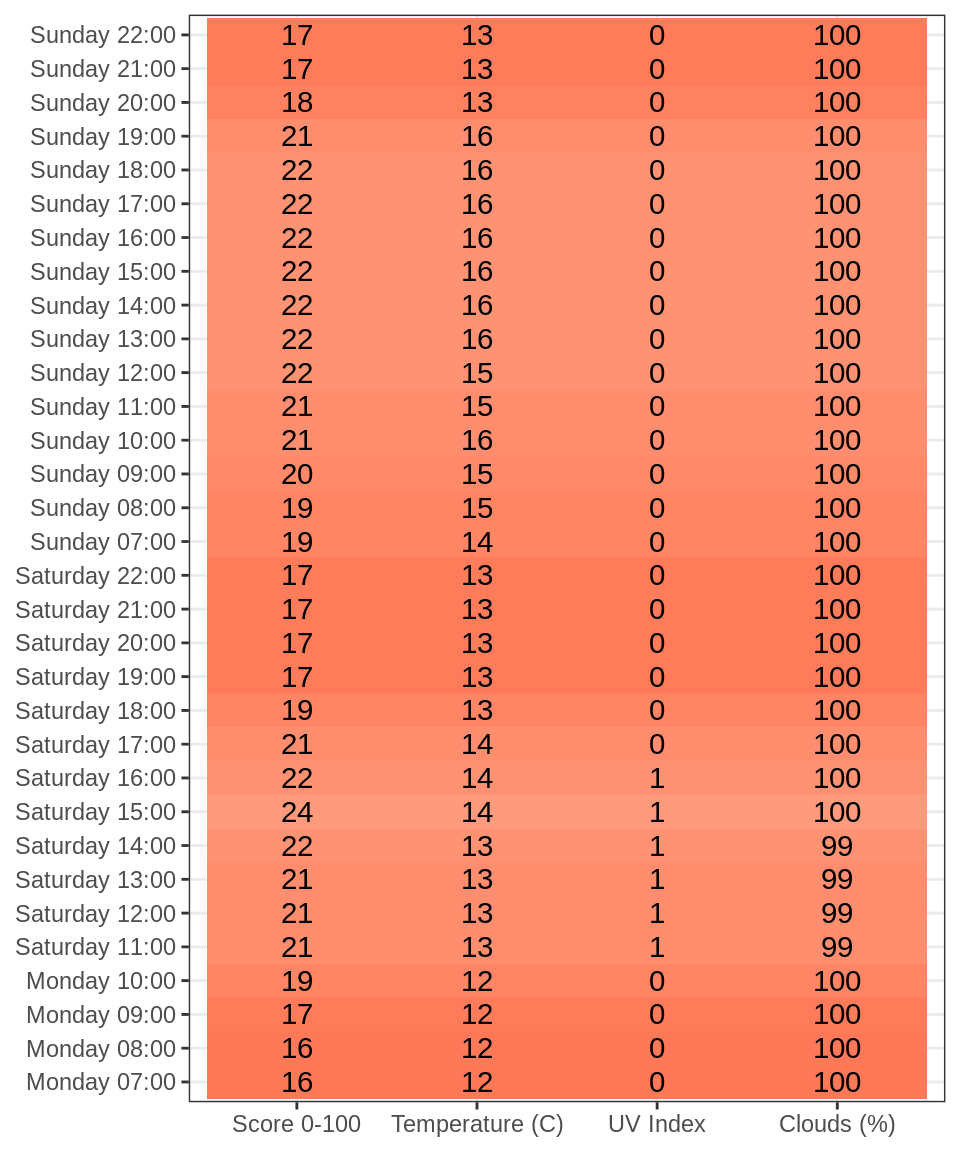 Sunday 22:00 17 13 0 100
Sunday 21:00 17 13 0 100
Sunday 20:00 18 13 0 100
Sunday 19:00 21 16 0 100
Sunday 18:00 22 16 0 100
Sunday 17:00 22 16 0 100
Sunday 16:00 22 16 0 100
Sunday 15:00 22 16 0 100
Sunday 14:00 22 16 0 100
Sunday 13:00 22 16 0 100
Sunday 12:00 22 15 0 100
Sunday 11:00 21 15 0 100
Sunday 10:00 21 16 0 100
Sunday 09:00 20 15 0 100
Sunday 08:00 19 15 0 100
Sunday 07:00 19 14 0 100
Saturday 22:00 17 13 0 100
Saturday 21:00 17 13 0 100
Saturday 20:00 17 13 0 100
Saturday 19:00 17 13 0 100
Saturday 18:00 19 13 0 100
Saturday 17:00 21 14 0 100
Saturday 16:00 22 14 1 100
Saturday 15:00 24 14 1 100
Saturday 14:00 22 13 1 99
Saturday 13:00 21 13 1 99
Saturday 12:00 21 13 1 99
Saturday 11:00 21 13 1 99
Monday 10:00 19 12 0 100
Monday 09:00 17 12 0 100
Monday 08:00 16 12 0 100
Monday 07:00 16 12 0 100
Score 0-100 Temperature (C) UV Index Clouds (%)